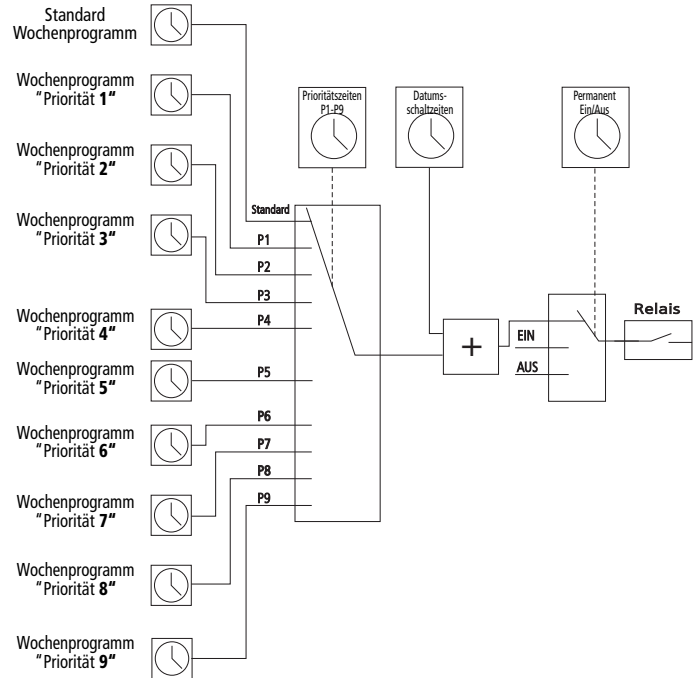 Standard
Wochenprogramm
Wochenprogramm
"Priorität 1"
Wochenprogramm
"Priorität 2"
Wochenprogramm
"Priorität 3"
Wochenprogramm
"Priorität 4"
Wochenprogramm
"Priorität 5"
Wochenprogramm
"Priorität 6"
Wochenprogramm
"Priorität 7"
Wochenprogramm
"Priorität 8"
Wochenprogramm
"Priorität 9"
Prioritätszeiten
P1-P9
Datums-
schaltzeiten
Permanent
Ein/Aus
Standard
P1
P2
P3
P4
P5
P6
P7
P8
P9
+
EIN
AUS
Relais